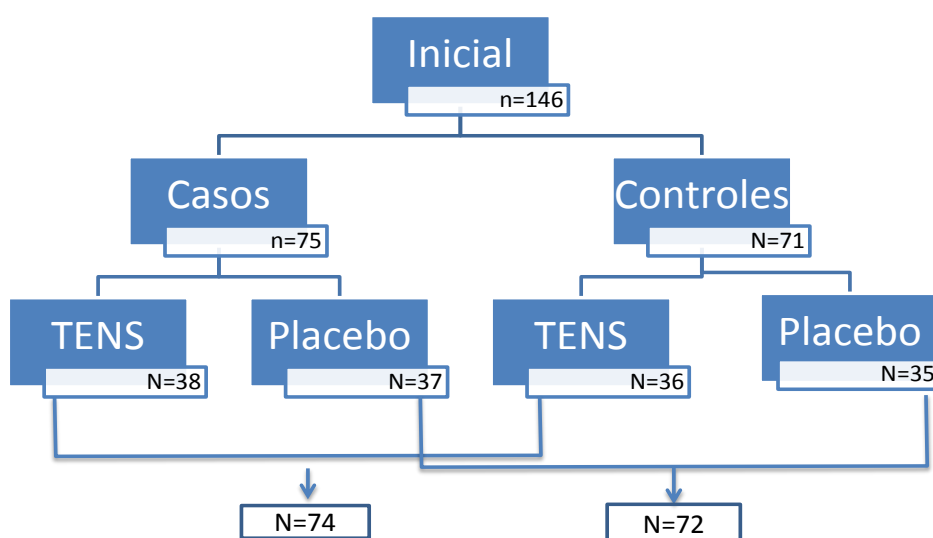 Inicial
n=146
Casos
n=75
Controles
N=71
TENS
N=38
Placebo
N=37
TENS
N=36
Placebo
N=35
N=74
N=72